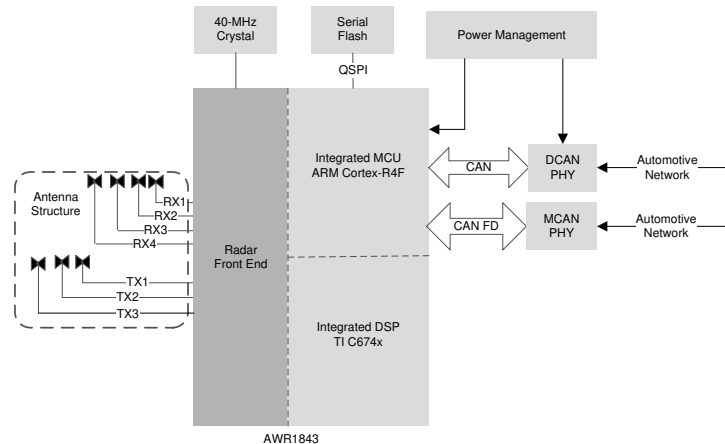 40-MHz
Crystal
Serial
Flash
Power Management
QSPI
Integrated MCU
ARM Cortex-R4F
CAN
DCAN
PHY
Automotive
Network
Antenna
Structure
RX1
RX2
RX3
RX4
CAN FD
MCAN
PHY
Automotive
Network
Radar
Front End
TX1
TX2
TX3
Integrated DSP
TI C674x
AWR1843